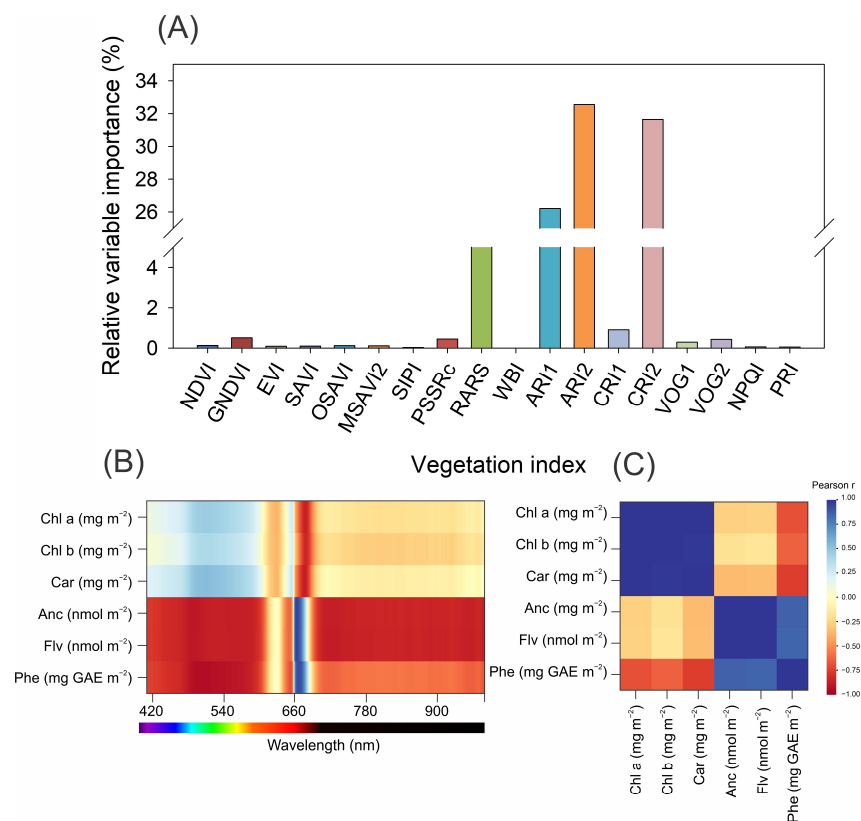 (A)
Relative variable importance (%)
34
32
30
28
26
4
2
0
NDVI
GNDVI
EVI
SAVI
OSAVI
MSAVI2
SIPI
PSSRc
RARS
WBI
ARI1
ARI2
CRI1
CRI2
VOG1
VOG2
NPQI
PRI
Vegetation index
(B)
Chl a (mg m⁻²)
Chl b (mg m⁻²)
Car (mg m⁻²)
Anc (nmol m⁻²)
Flv (nmol m⁻²)
Phe (mg GAE m⁻²)
420 540 660 780 900
Wavelength (nm)
(C)
Pearson r
Chl a (mg m⁻²)
Chl b (mg m⁻²)
Car (mg m⁻²)
Anc (mg m⁻²)
Flv (nmol m⁻²)
Phe (mg GAE m⁻²)
1.00
0.75
0.50
0.25
0.00
−0.25
−0.50
−0.75
−1.00
Chl a (mg m⁻²)
Chl b (mg m⁻²)
Car (mg m⁻²)
Anc (nmol m⁻²)
Flv (nmol m⁻²)
Phe (mg GAE m⁻²)